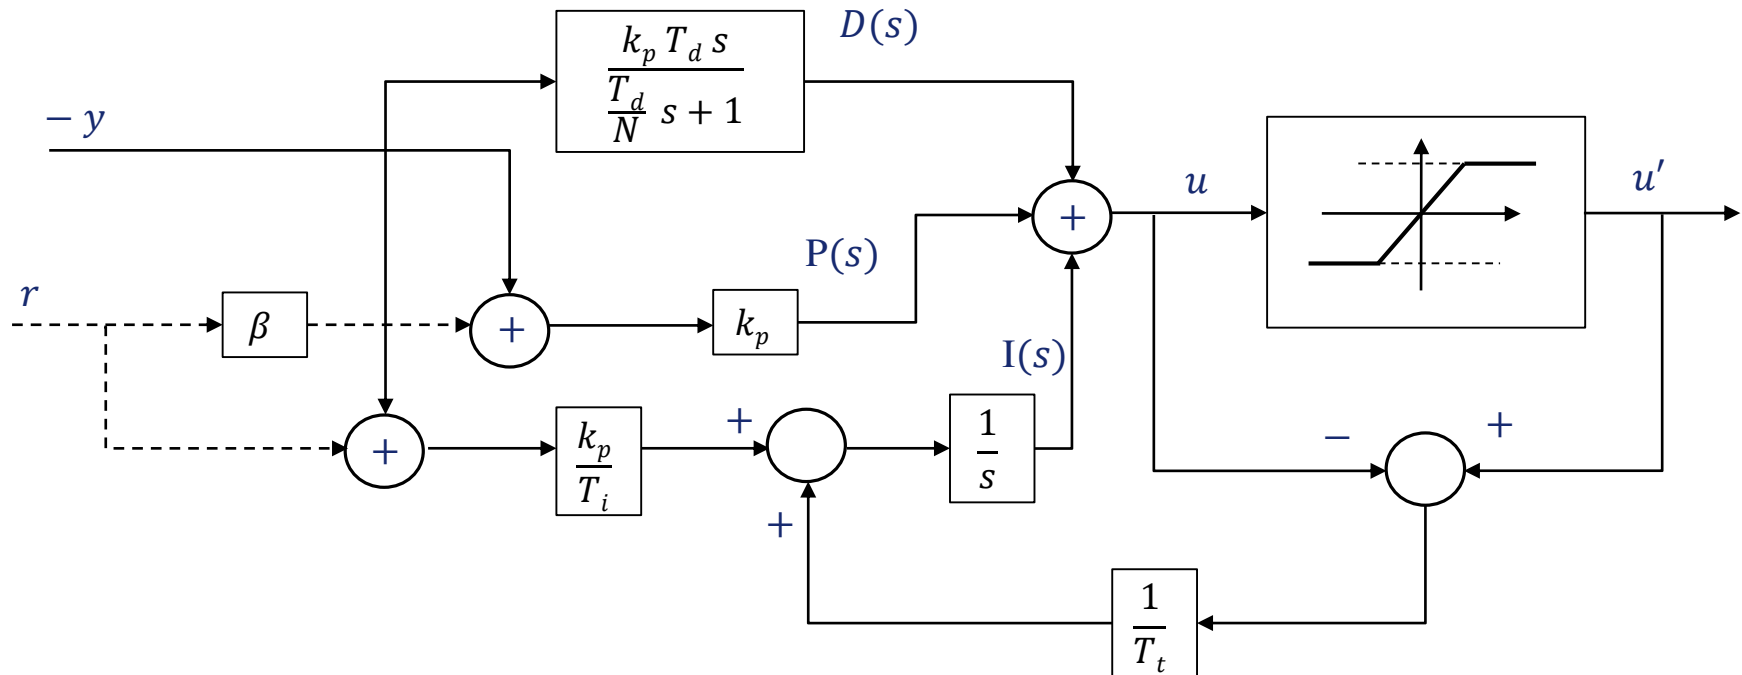 D(s)
k_p T_d s
T_d
N
s + 1
− y
u
u′
+
P(s)
r
β
+
k_p
I(s)
+
k_p
T_i
+
1
s
−
+
+
1
T_t